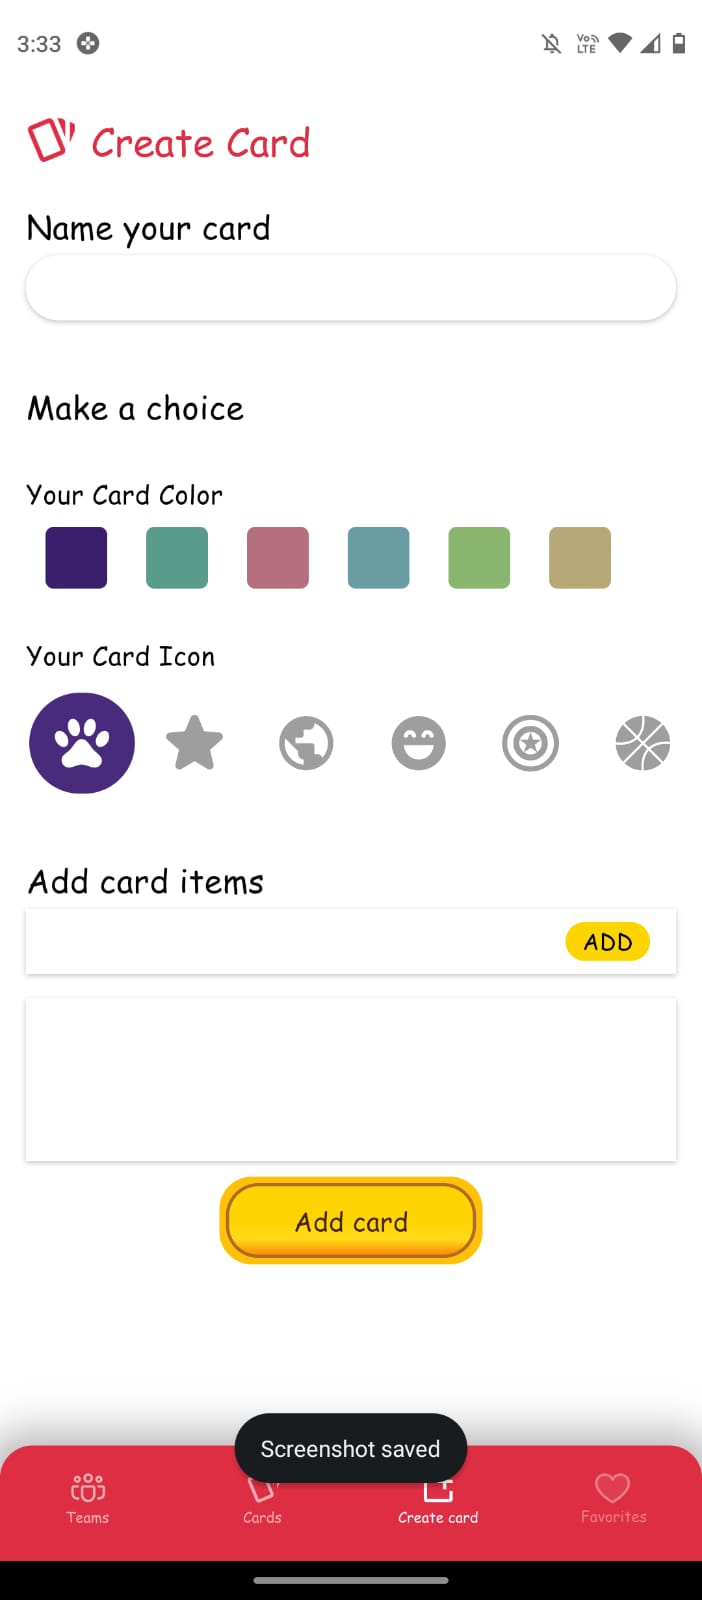 3:33
Vo)) LTE
Create Card
Name your card
Make a choice
Your Card Color
Your Card Icon
Add card items
ADD
Add card
Screenshot saved
Teams
Cards
Create card
Favorites